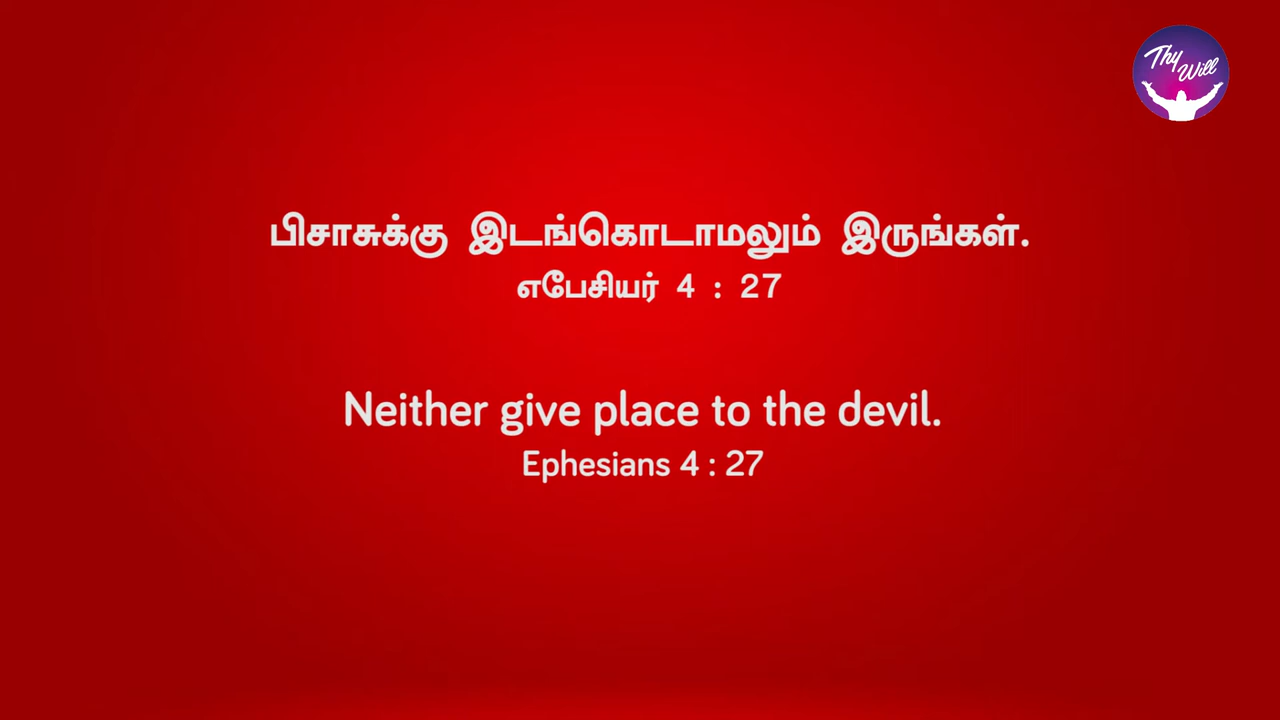 Thy
Will
பிசாசுக்கு இடங்கொடாமலும் இருங்கள்.
எபேசியர் 4 : 27
Neither give place to the devil.
Ephesians 4 : 27